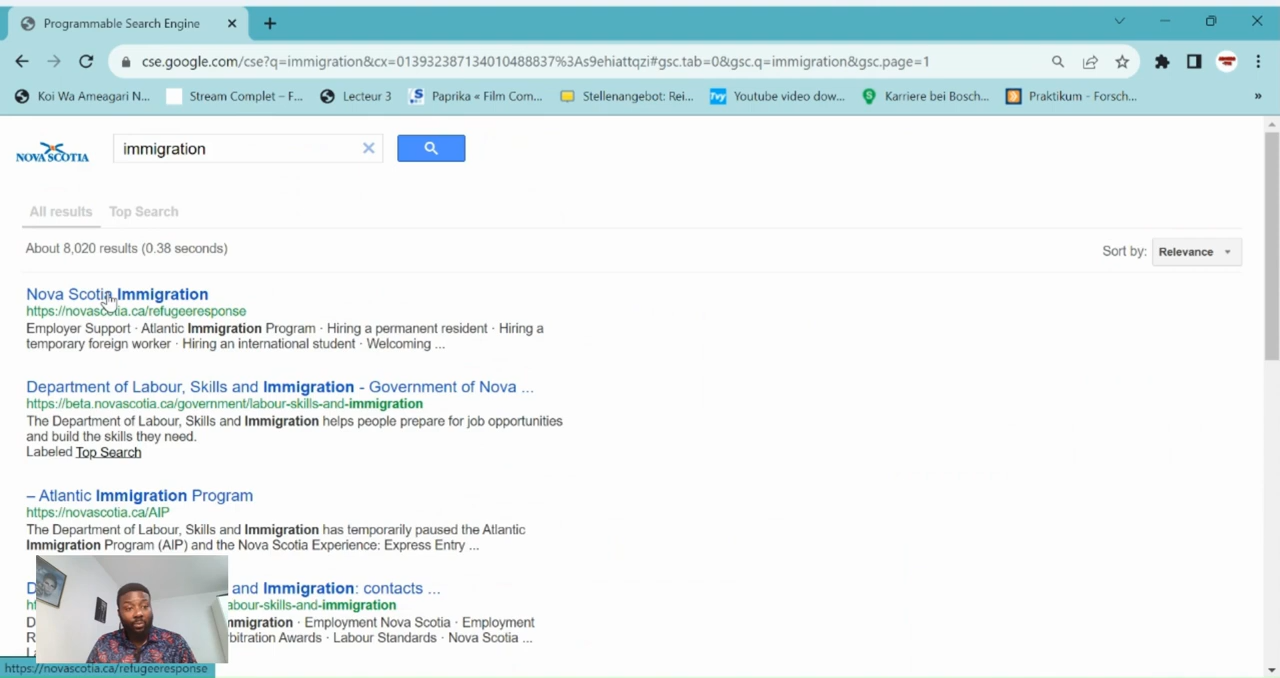 Programmable Search Engine
cse.google.com/cse?q=immigration&cx=013932387134010488837%3As9ehiattqzi#gsc.tab=0&gsc.q=immigration&gsc.page=1
Koi Wa Ameagari N... Stream Complet – F... Lecteur 3 Paprika « Film Com... Stellenangebot: Rei... Youtube video dow... Karriere bei Bosch... Praktikum - Forsch... »
NOVA SCOTIA immigration
All results Top Search
About 8,020 results (0.38 seconds) Sort by: Relevance
Nova Scotia Immigration
https://novascotia.ca/refugeeresponse
Employer Support · Atlantic Immigration Program · Hiring a permanent resident · Hiring a
temporary foreign worker · Hiring an international student · Welcoming ...
Department of Labour, Skills and Immigration - Government of Nova ...
https://beta.novascotia.ca/government/labour-skills-and-immigration
The Department of Labour, Skills and Immigration helps people prepare for job opportunities
and build the skills they need.
Labeled Top Search
– Atlantic Immigration Program
https://novascotia.ca/AIP
The Department of Labour, Skills and Immigration has temporarily paused the Atlantic
Immigration Program (AIP) and the Nova Scotia Experience: Express Entry ...
and Immigration: contacts ...
abour-skills-and-immigration
mmigration · Employment Nova Scotia · Employment
rbitration Awards · Labour Standards · Nova Scotia ...
https://novascotia.ca/refugeeresponse